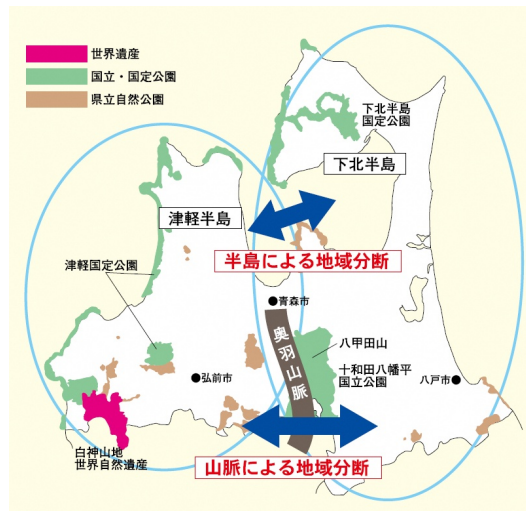 世界遺産
国立・国定公園
県立自然公園
下北半島
国定公園
下北半島
津軽半島
半島による地域分断
津軽国定公園
青森市
奥羽山脈
八甲田山
十和田八幡平
国立公園
弘前市
八戸市
白神山地
世界自然遺産
山脈による地域分断